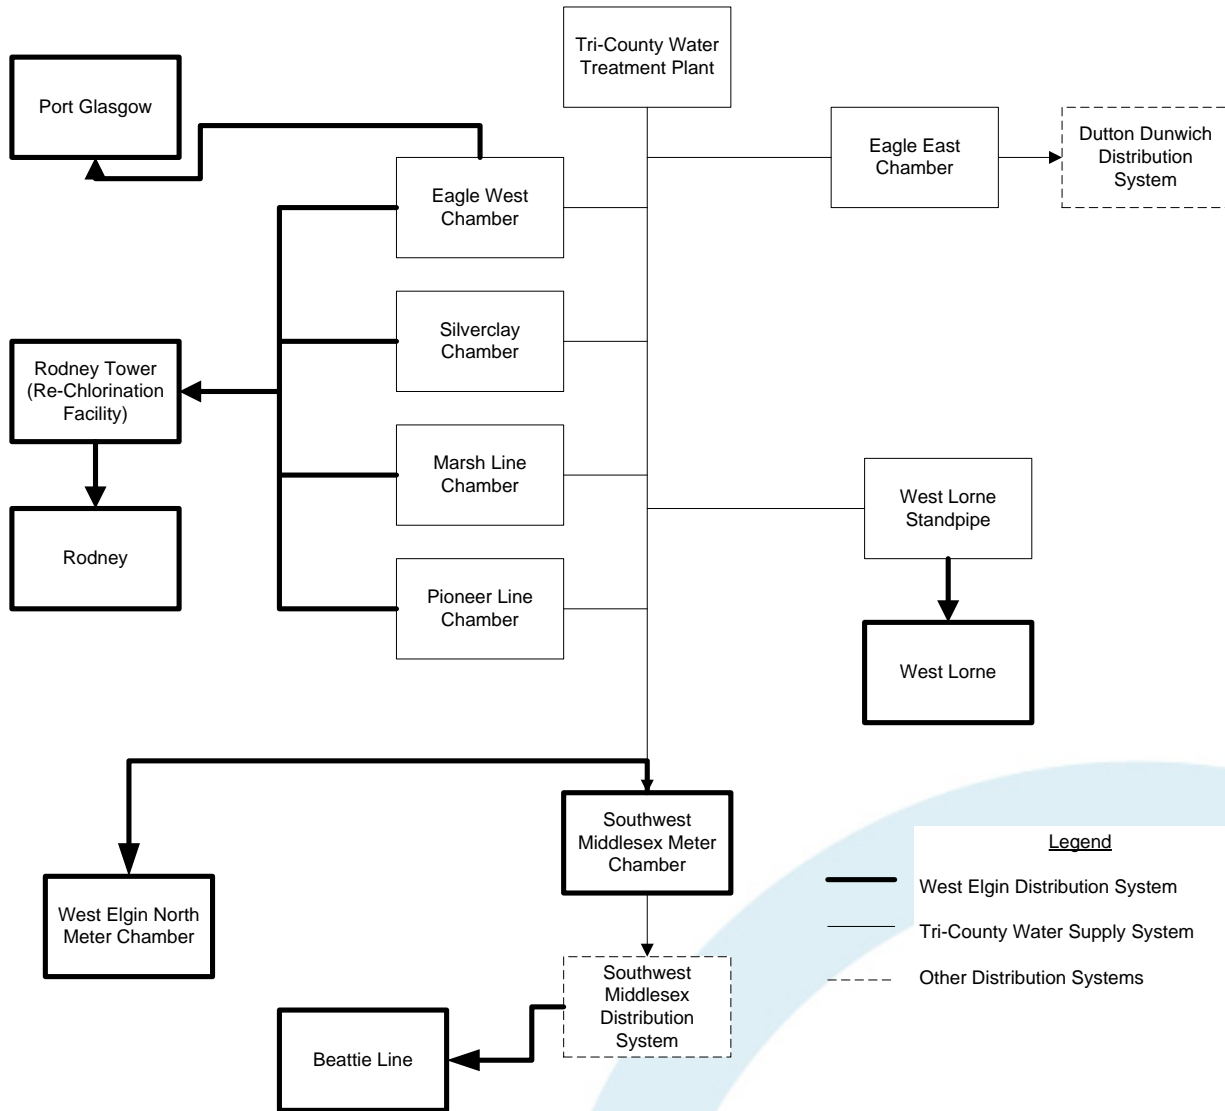 Tri-County Water
Treatment Plant
Port Glasgow
Eagle East
Chamber
Dutton Dunwich
Distribution
System
Eagle West
Chamber
Silverclay
Chamber
Rodney Tower
(Re-Chlorination
Facility)
Marsh Line
Chamber
West Lorne
Standpipe
Rodney
Pioneer Line
Chamber
West Lorne
Southwest
Middlesex Meter
Chamber
West Elgin North
Meter Chamber
Southwest
Middlesex
Distribution
System
Beattie Line
Legend
West Elgin Distribution System
Tri-County Water Supply System
Other Distribution Systems